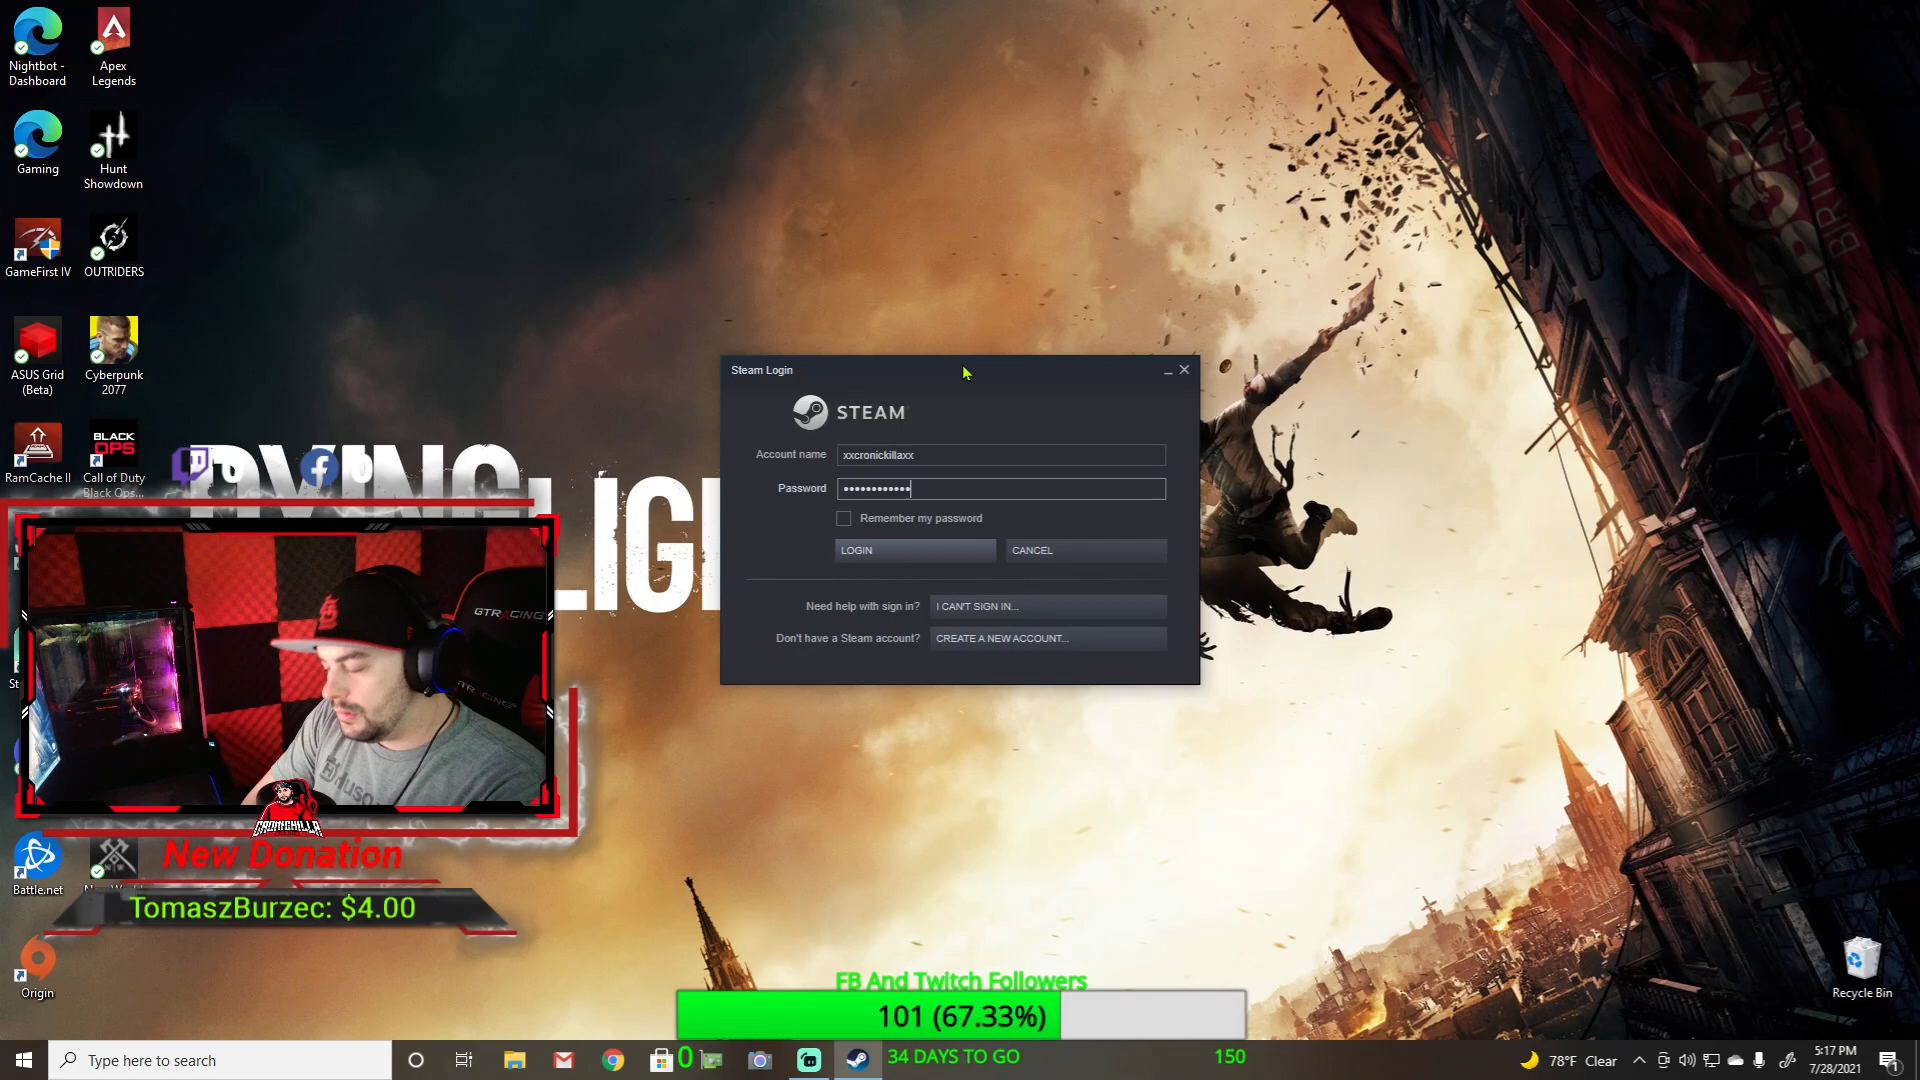 Nightbot -
Dashboard
Apex
Legends
Gaming
Hunt
Showdown
GameFirst IV
OUTRIDERS
ASUS Grid
(Beta)
Cyberpunk
2077
BLACK
OPS
RamCache II
Call of Duty
Black Ops...
0
0
Steam Login
STEAM
Account name
xxcronickillaxx
Password
••••••••••••
Remember my password
LOGIN
CANCEL
Need help with sign in?
I CAN'T SIGN IN...
Don't have a Steam account?
CREATE A NEW ACCOUNT...
GTRACING
New Donation
TomaszBurzec: $4.00
Battle.net
Origin
FB And Twitch Followers
101 (67.33%)
0
34 DAYS TO GO
150
Recycle Bin
Type here to search
78°F Clear
5:17 PM
7/28/2021
1